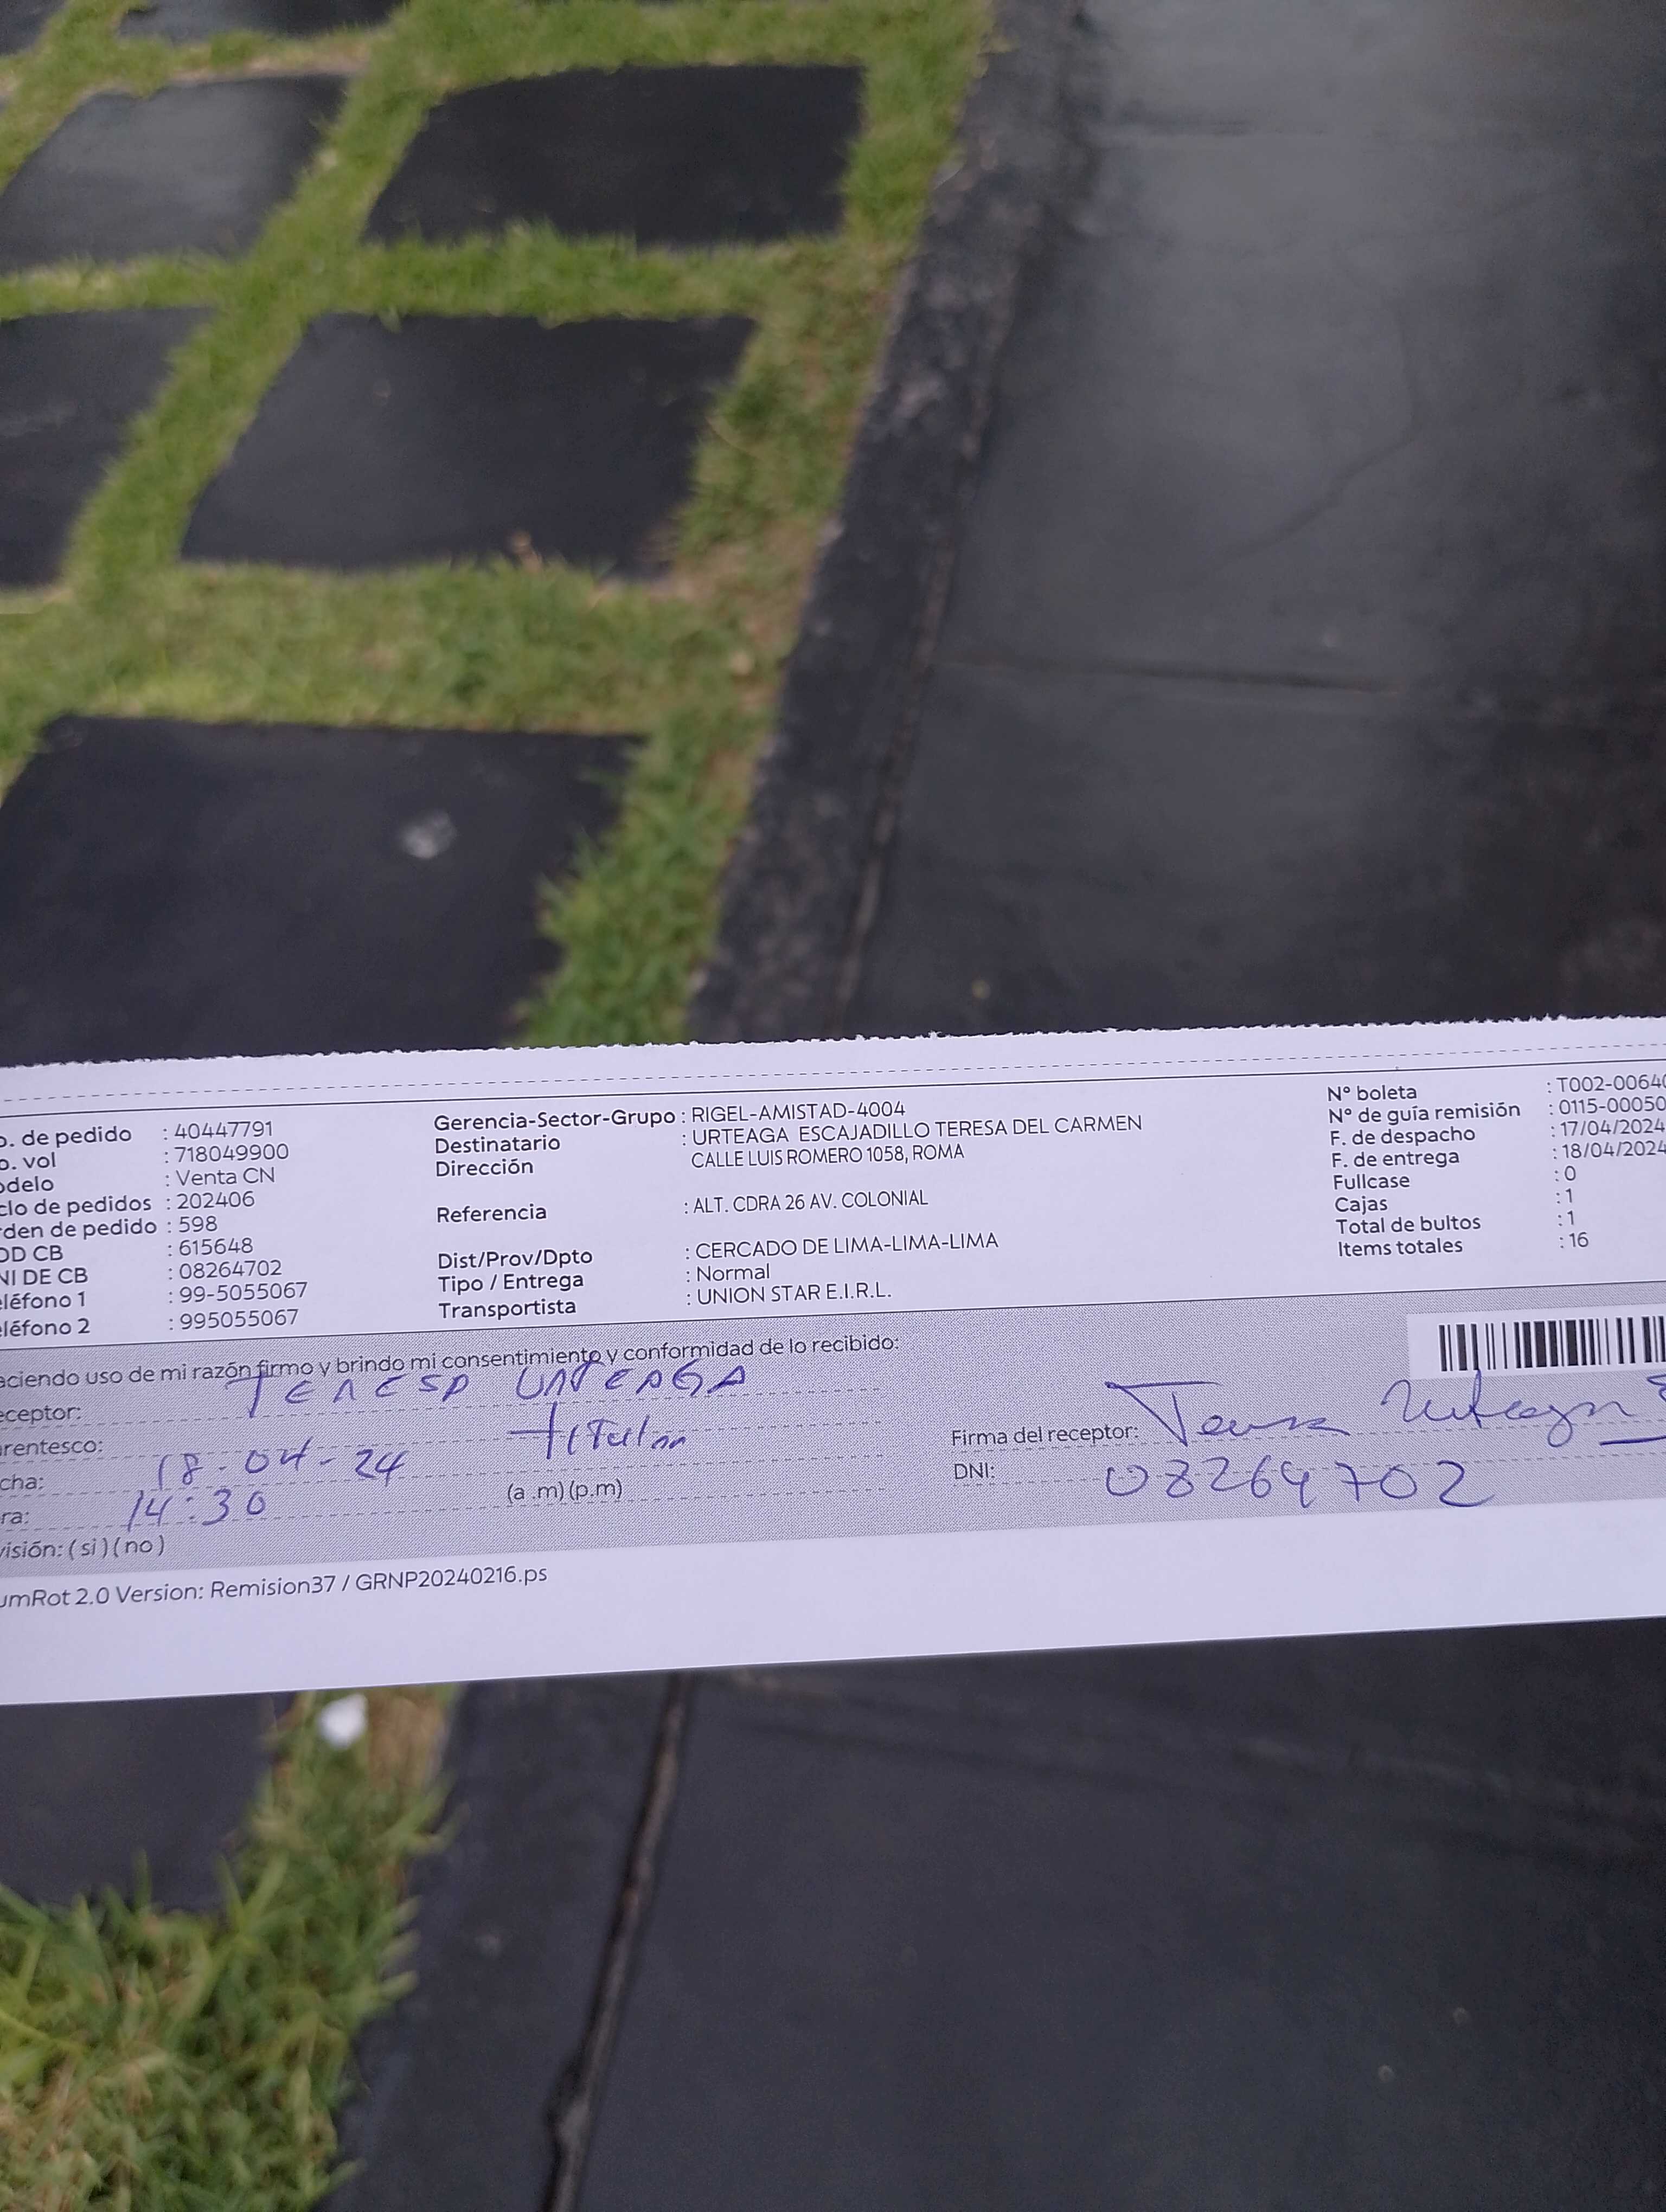 o. de pedido : 40447791
o. vol : 718049900
odelo : Venta CN
clo de pedidos : 202406
den de pedido : 598
OD CB : 615648
NI DE CB : 08264702
eléfono 1 : 99-5055067
eléfono 2 : 995055067
Gerencia-Sector-Grupo : RIGEL-AMISTAD-4004
Destinatario : URTEAGA ESCAJADILLO TERESA DEL CARMEN
Dirección CALLE LUIS ROMERO 1058, ROMA
Referencia : ALT. CDRA 26 AV. COLONIAL
Dist/Prov/Dpto : CERCADO DE LIMA-LIMA-LIMA
Tipo / Entrega : Normal
Transportista : UNION STAR E.I.R.L.
N° boleta : T002-0064
N° de guía remisión : 0115-00050
F. de despacho : 17/04/2024
F. de entrega : 18/04/2024
Fullcase : 0
Cajas : 1
Total de bultos : 1
Items totales : 16
aciendo uso de mi razón firmo y brindo mi consentimiento y conformidad de lo recibido:
eceptor: TERESA URTEAGA
arentesco: titular
cha: 18-04-24
ra: 14:30 (a .m) (p.m)
visión: ( si ) ( no )
Firma del receptor: Teresa Urteaga E
DNI: 08264702
umRot 2.0 Version: Remision37 / GRNP20240216.ps